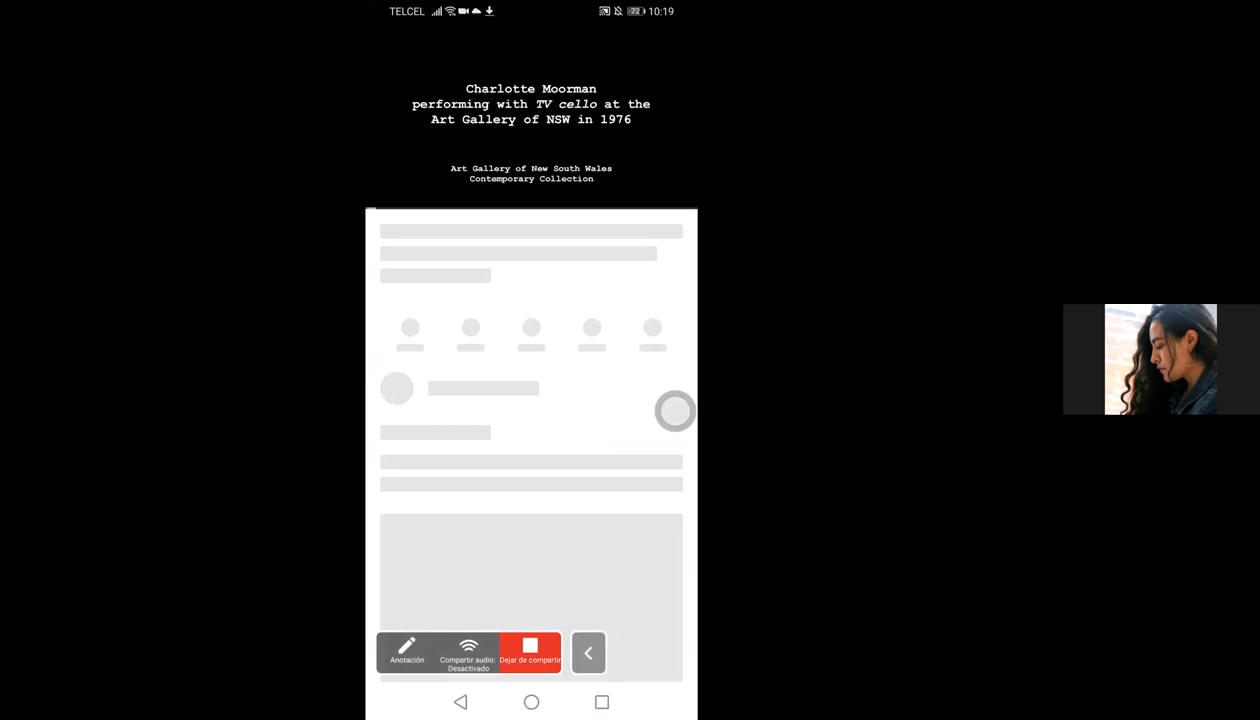 TELCEL
72
10:19
Charlotte Moorman
performing with TV cello at the
Art Gallery of NSW in 1976
Art Gallery of New South Wales
Contemporary Collection
Anotación
Compartir audio:
Desactivado
Dejar de compartir